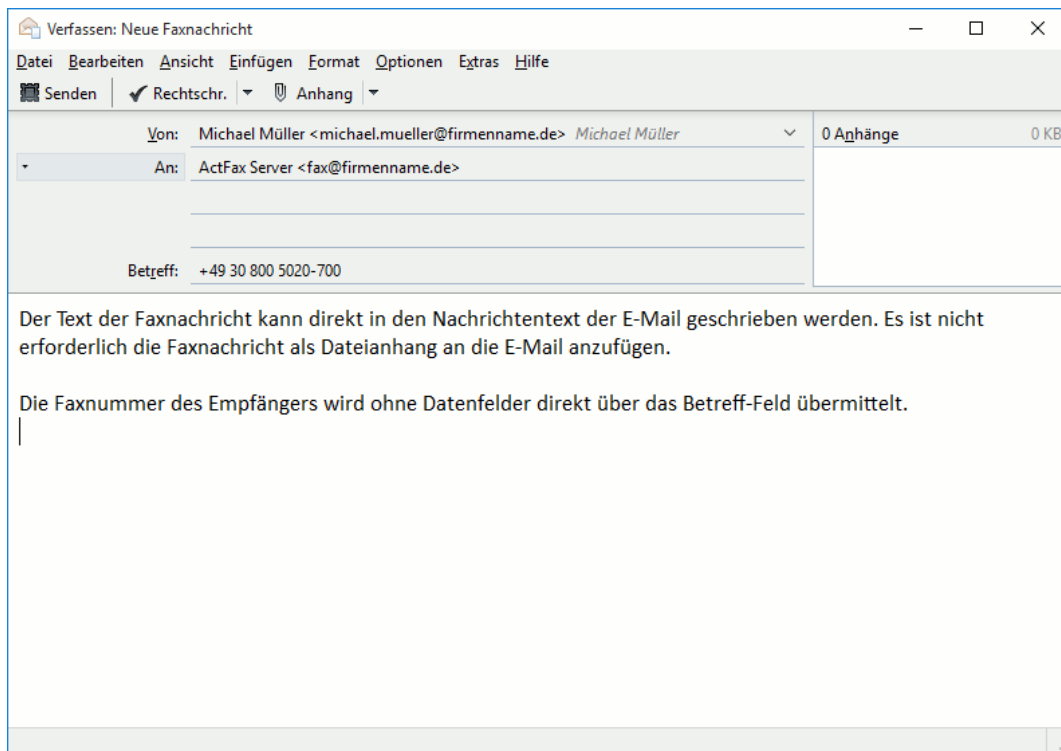 Verfassen: Neue Faxnachricht
Datei Bearbeiten Ansicht Einfügen Format Optionen Extras Hilfe
Senden Rechtschr. Anhang
Von: Michael Müller <michael.mueller@firmenname.de> Michael Müller 0 Anhänge 0 KB
An: ActFax Server <fax@firmenname.de>
Betreff: +49 30 800 5020-700
Der Text der Faxnachricht kann direkt in den Nachrichtentext der E-Mail geschrieben werden. Es ist nicht
erforderlich die Faxnachricht als Dateianhang an die E-Mail anzufügen.
Die Faxnummer des Empfängers wird ohne Datenfelder direkt über das Betreff-Feld übermittelt.